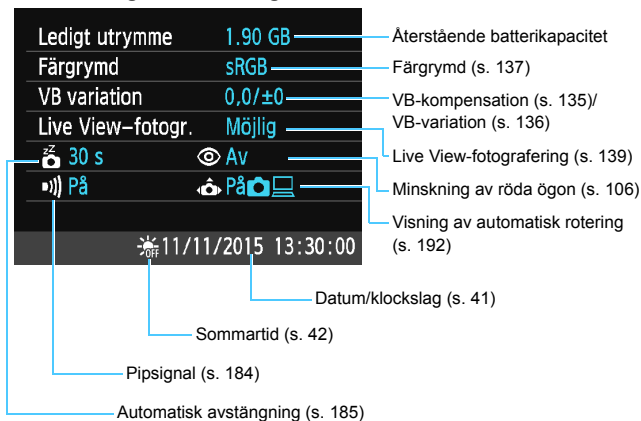 Ledigt utrymme 1.90 GB
Återstående batterikapacitet
Färgrymd sRGB
Färgrymd (s. 137)
VB variation 0,0/±0
VB-kompensation (s. 135)/
VB-variation (s. 136)
Live View-fotogr. Möjlig
Live View-fotografering (s. 139)
30 s Av
Minskning av röda ögon (s. 106)
På På
Visning av automatisk rotering
(s. 192)
OFF 11/11/2015 13:30:00
Datum/klockslag (s. 41)
Sommartid (s. 42)
Pipsignal (s. 184)
Automatisk avstängning (s. 185)